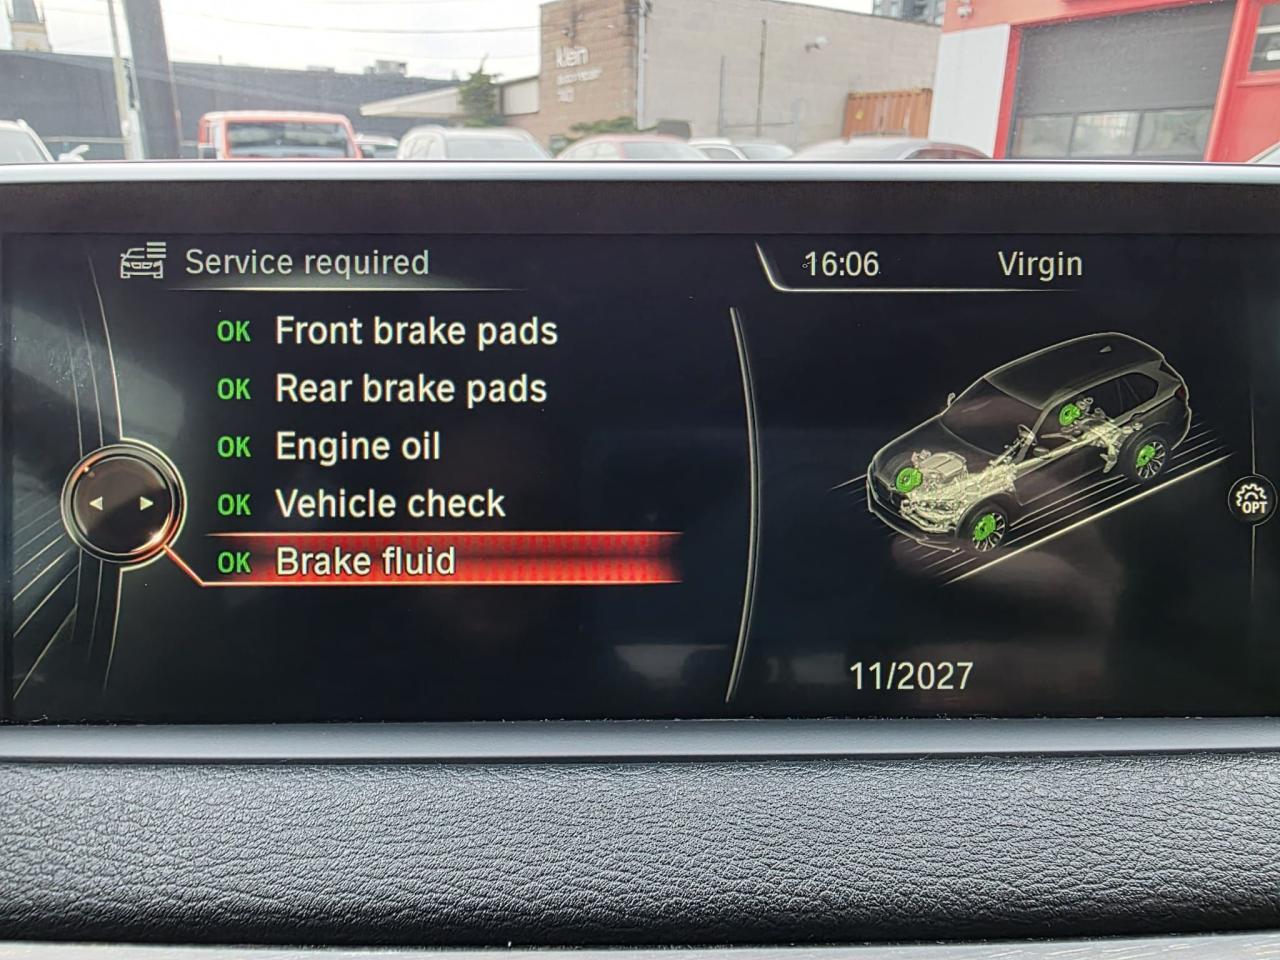 klein
Service required
16:06
Virgin
OK Front brake pads
OK Rear brake pads
OK Engine oil
OK Vehicle check
OK Brake fluid
OPT
11/2027